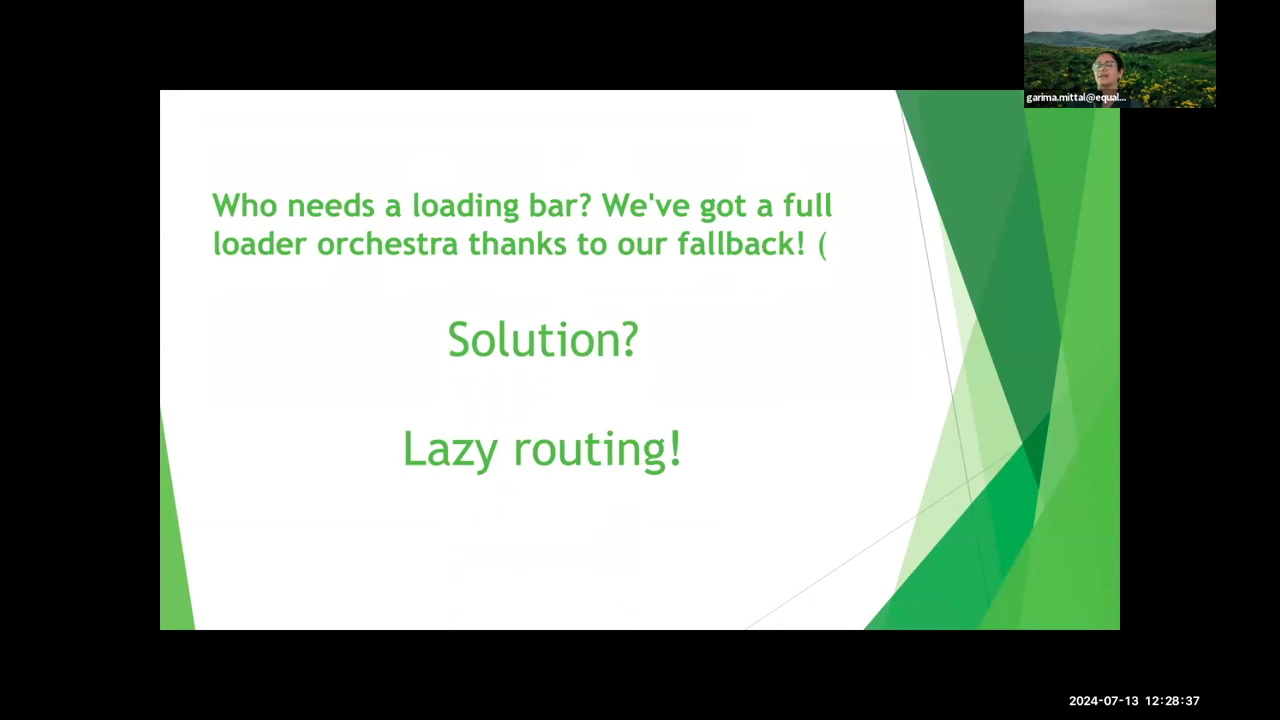 garima.mittal@equal...
Who needs a loading bar? We've got a full
loader orchestra thanks to our fallback! (
Solution?
Lazy routing!
2024-07-13 12:28:37